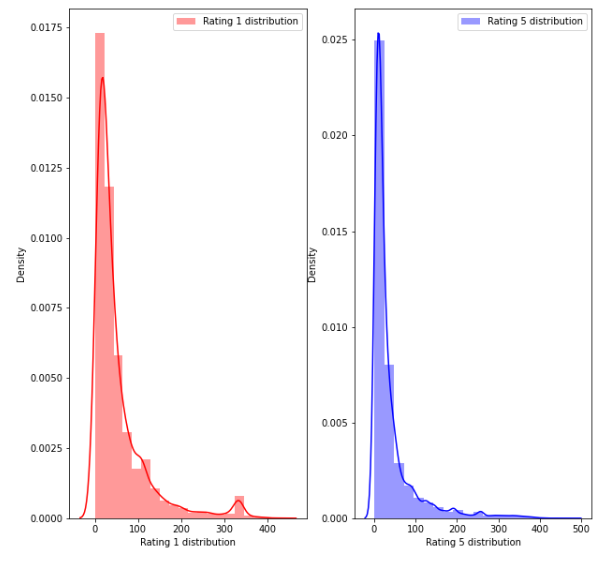 Rating 1 distribution
0.0175
0.0150
0.0125
0.0100
0.0075
0.0050
0.0025
0.0000
Density
0 100 200 300 400
Rating 1 distribution
Rating 5 distribution
0.025
0.020
0.015
0.010
0.005
0.000
Density
0 100 200 300 400 500
Rating 5 distribution